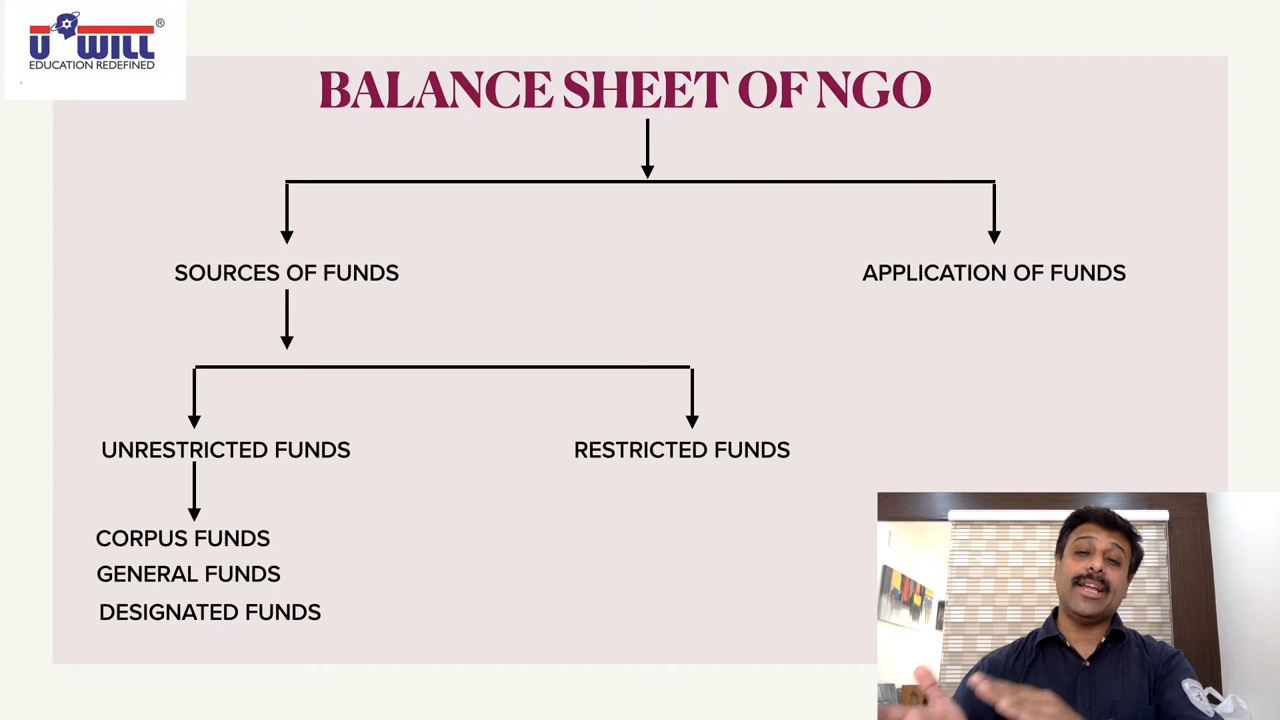 U WILL ®
EDUCATION REDEFINED
BALANCE SHEET OF NGO
SOURCES OF FUNDS
APPLICATION OF FUNDS
UNRESTRICTED FUNDS
RESTRICTED FUNDS
CORPUS FUNDS
GENERAL FUNDS
DESIGNATED FUNDS